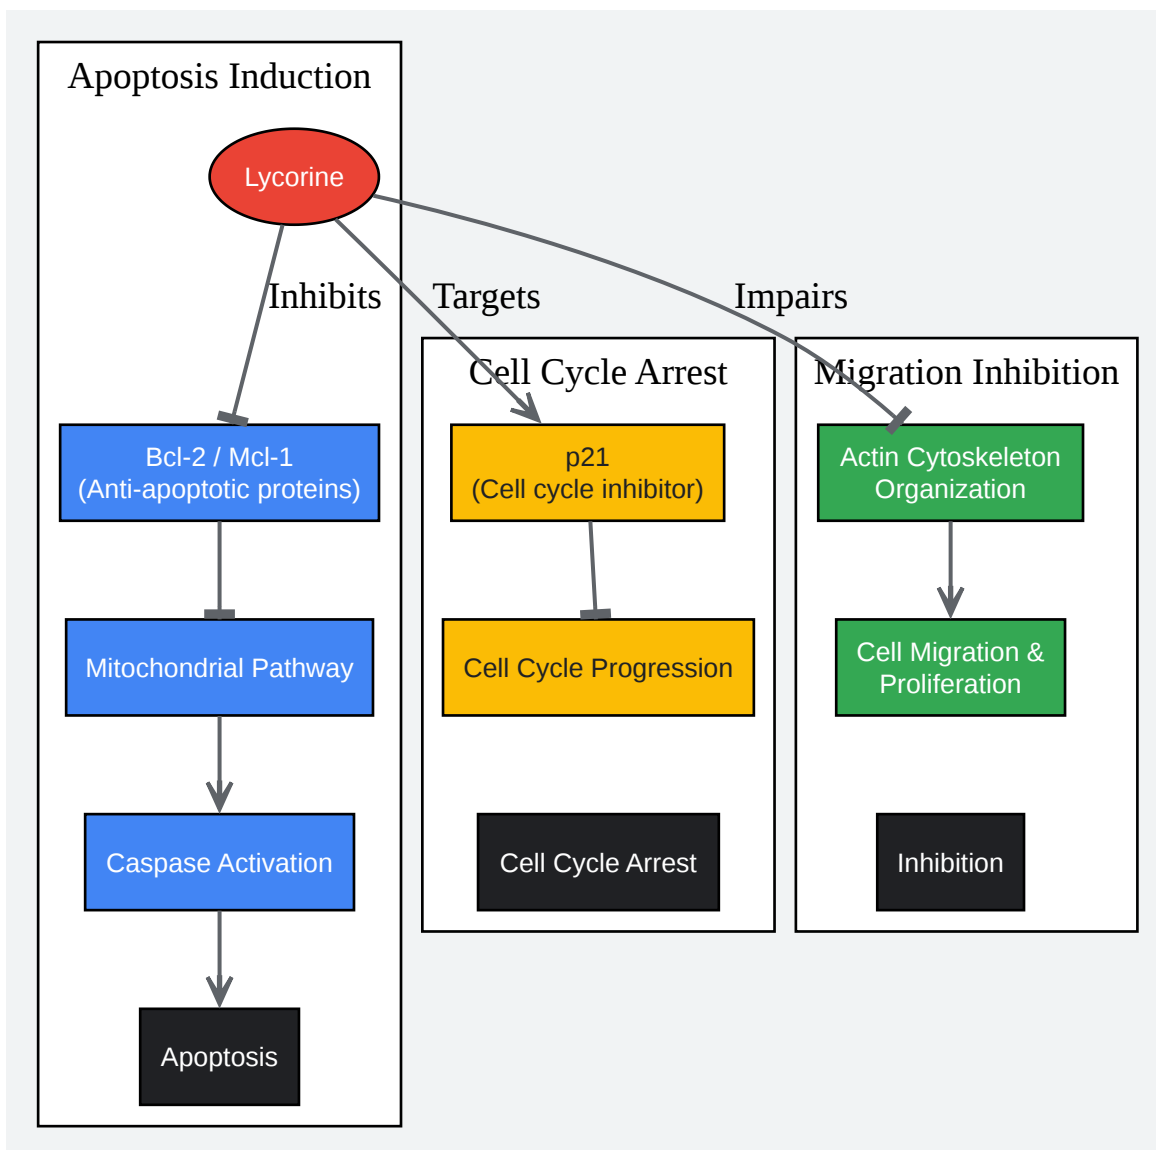 Apoptosis Induction
Lycorine
Inhibits
Targets
Impairs
Cell Cycle Arrest
Migration Inhibition
Bcl-2 / Mcl-1
(Anti-apoptotic proteins)
p21
(Cell cycle inhibitor)
Actin Cytoskeleton
Organization
Mitochondrial Pathway
Cell Cycle Progression
Cell Migration &
Proliferation
Caspase Activation
Cell Cycle Arrest
Inhibition
Apoptosis